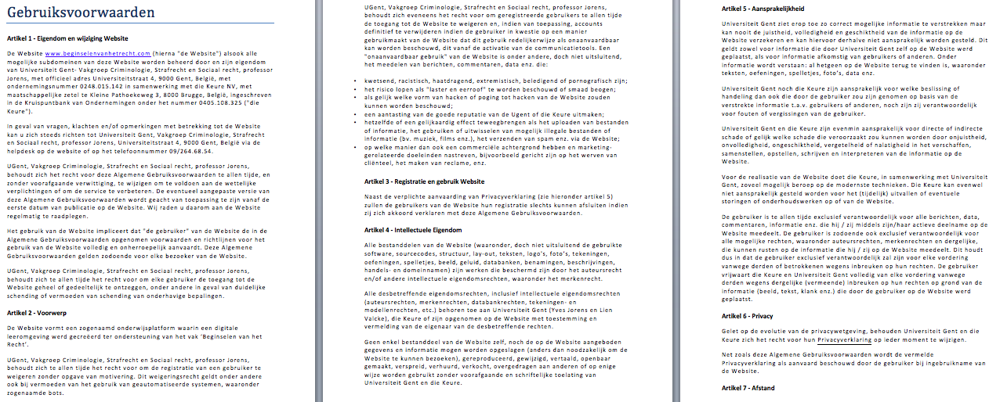 Gebruiksvoorwaarden
Artikel 1 - Eigendom en wijziging Website
De Website www.beginselenvanhetrecht.com (hierna "de Website") alsook alle
mogelijke subdomeinen van deze Website worden beheerd door en zijn eigendom
van Universiteit Gent- Vakgroep Criminologie, Strafrecht en Sociaal recht, professor
Jorens, met officieel adres Universiteitstraat 4, 9000 Gent, België, met
ondernemingsnummer 0248.015.142 in samenwerking met die Keure NV, met
maatschappelijke zetel te Kleine Pathoekeweg 3, 8000 Brugge, België, ingeschreven
in de Kruispuntbank van Ondernemingen onder het nummer 0405.108.325 ("die
Keure").
In geval van vragen, klachten en/of opmerkingen met betrekking tot de Website
kan u zich steeds richten tot Universiteit Gent, Vakgroep Criminologie, Strafrecht
en Sociaal recht, professor Jorens, Universiteitstraat 4, 9000 Gent, België via de
helpdesk op de website of op het telefoonnummer 09/264.68.54.
UGent, Vakgroep Criminologie, Strafrecht en Sociaal recht, professor Jorens,
behoudt zich het recht voor deze Algemene Gebruiksvoorwaarden te allen tijde, en
zonder voorafgaande verwittiging, te wijzigen om te voldoen aan de wettelijke
verplichtingen of om de service te verbeteren. De eventueel aangepaste versie van
deze Algemene Gebruiksvoorwaarden wordt geacht van toepassing te zijn vanaf de
eerste datum van publicatie op de Website. Wij raden u daarom aan de Website
regelmatig te raadplegen.
Het gebruik van de Website impliceert dat "de gebruiker" van de Website de in de
Algemene Gebruiksvoorwaarden opgenomen voorwaarden en richtlijnen voor het
gebruik van de Website volledig en onherroepelijk aanvaardt. Deze Algemene
Gebruiksvoorwaarden gelden zodoende voor elke bezoeker van de Website.
UGent, Vakgroep Criminologie, Strafrecht en Sociaal recht, professor Jorens,
behoudt zich te allen tijde het recht voor om elke gebruiker de toegang tot de
Website geheel of gedeeltelijk te ontzeggen, onder andere in geval van duidelijke
schending of vermoeden van schending van onderhavige bepalingen.
Artikel 2 - Voorwerp
De Website vormt een zogenaamd onderwijsplatform waarin een digitale
leeromgeving werd gecreëerd ter ondersteuning van het vak 'Beginselen van het
Recht'.
UGent, Vakgroep Criminologie, Strafrecht en Sociaal recht, professor Jorens,
behoudt zich te allen tijde het recht voor om de registratie van een gebruiker te
weigeren zonder opgave van motivering. Dit weigeringsrecht geldt onder andere
ook bij vermoeden van het gebruik van geautomatiseerde systemen, waaronder
zogenaamde bots.
UGent, Vakgroep Criminologie, Strafrecht en Sociaal recht, professor Jorens,
behoudt zich eveneens het recht voor om geregistreerde gebruikers te allen tijde
de toegang tot de Website te weigeren en, indien van toepassing, accounts
definitief te verwijderen indien de gebruiker in kwestie op een manier
gebruikmaakt van de Website dat dit gebruik redelijkerwijze als onaanvaardbaar
kan worden beschouwd, dit vanaf de activatie van de communicatietools. Een
"onaanvaardbaar gebruik" van de Website is onder andere, doch niet uitsluitend,
het meedelen van berichten, commentaren, data enz. die:
• kwetsend, racistisch, haatdragend, extremistisch, beledigend of pornografisch zijn;
• het risico lopen als "laster en eerroof" te worden beschouwd of smaad beogen;
• als gelijk welke vorm van hacken of poging tot hacken van de Website zouden
kunnen worden beschouwd;
• een aantasting van de goede reputatie van de Ugent of die Keure uitmaken;
• hetzelfde of een gelijkaardig effect teweegbrengen als het uploaden van bestanden
of informatie, het gebruiken of uitwisselen van mogelijk illegale bestanden of
informatie (bv. muziek, films enz.), het verzenden van spam enz. via de Website;
• op welke manier dan ook een commerciële achtergrond hebben en marketing-
gerelateerde doeleinden nastreven, bijvoorbeeld gericht zijn op het werven van
cliënteel, het maken van reclame, enz.
Artikel 3 - Registratie en gebruik Website
Naast de verplichte aanvaarding van Privacyverklaring (zie hieronder artikel 5)
zullen de gebruikers van de Website hun registratie slechts kunnen afsluiten indien
zij zich akkoord verklaren met deze Algemene Gebruiksvoorwaarden.
Artikel 4 - Intellectuele Eigendom
Alle bestanddelen van de Website (waaronder, doch niet uitsluitend de gebruikte
software, sourcecodes, structuur, lay-out, teksten, logo's, foto's, tekeningen,
oefeningen, spelletjes, beeld, geluid, databanken, benamingen, beschrijvingen,
handels- en domeinnamen) zijn werken die beschermd zijn door het auteursrecht
en/of andere intellectuele eigendomsrechten, waaronder het merkenrecht.
Alle desbetreffende eigendomsrechten, inclusief intellectuele eigendomsrechten
(auteursrechten, merkenrechten, databankrechten, tekeningen- en
modellenrechten, etc.) behoren toe aan Universiteit Gent (Yves Jorens en Lien
Valcke), die Keure of zijn opgenomen op de Website met toestemming en
vermelding van de eigenaar van de desbetreffende rechten.
Geen enkel bestanddeel van de Website zelf, noch de op de Website aangeboden
gegevens en informatie mogen worden opgeslagen (anders dan noodzakelijk om de
Website te kunnen bezoeken), gereproduceerd, gewijzigd, vertaald, openbaar
gemaakt, verspreid, verhuurd, verkocht, overgedragen aan anderen of op enige
wijze worden gebruikt zonder voorafgaande en schriftelijke toelating van
Universiteit Gent en die Keure.
Artikel 5 - Aansprakelijkheid
Universiteit Gent ziet erop toe zo correct mogelijke informatie te verstrekken maar
kan nooit de juistheid, volledigheid en geschiktheid van de informatie op de
Website verzekeren en kan hiervoor derhalve niet aansprakelijk worden gesteld. Dit
geldt zowel voor informatie die door Universiteit Gent zelf op de Website werd
geplaatst, als voor informatie afkomstig van gebruikers of anderen. Onder
informatie wordt verstaan: al hetgeen op de Website terug te vinden is, waaronder
teksten, oefeningen, spelletjes, foto's, data enz.
Universiteit Gent noch die Keure zijn aansprakelijk voor welke beslissing of
handeling dan ook die door de gebruiker zou zijn genomen op basis van de
verstrekte informatie t.a.v. gebruikers of anderen, noch zijn zij verantwoordelijk
voor fouten of vergissingen van de gebruiker.
Universiteit Gent en die Keure zijn evenmin aansprakelijk voor directe of indirecte
schade of gelijk welke schade die veroorzaakt zou kunnen worden door onjuistheid,
onvolledigheid, ongeschiktheid, vergetelheid of nalatigheid in het verschaffen,
samenstellen, opstellen, schrijven en interpreteren van de informatie op de
Website.
Voor de realisatie van de Website doet die Keure, in samenwerking met Universiteit
Gent, zoveel mogelijk beroep op de modernste technieken. Die Keure kan evenwel
niet aansprakelijk gesteld worden voor het (tijdelijk) uitvallen of eventuele
storingen of onderhoudswerken op of van de Website.
De gebruiker is te allen tijde exclusief verantwoordelijk voor alle berichten, data,
commentaren, informatie enz. die hij / zij middels zijn/haar actieve deelname op de
Website meedeelt. De gebruiker is zodoende ook exclusief verantwoordelijk voor
alle mogelijke rechten, waaronder auteursrechten, merkenrechten en dergelijke,
die kunnen rusten op de informatie die hij / zij op de Website meedeelt. Dit houdt
dus in dat de gebruiker exclusief verantwoordelijk zal zijn voor elke vordering
vanwege derden of betrokkenen wegens inbreuken op hun rechten. De gebruiker
vrijwaart die Keure en Universiteit Gent volledig van elke vordering vanwege
derden wegens dergelijke (vermeende) inbreuken op hun rechten op grond van de
informatie (beeld, tekst, klank enz.) die door de gebruiker op de Website werd
geplaatst.
Artikel 6 - Privacy
Gelet op de evolutie van de privacywetgeving, behouden Universiteit Gent en die
Keure zich het recht voor hun Privacyverklaring op ieder moment te wijzigen.
Net zoals deze Algemene Gebruiksvoorwaarden wordt de vermelde
Privacyverklaring als aanvaard beschouwd door de gebruiker bij ingebruikname van
de Website.
Artikel 7 - Afstand